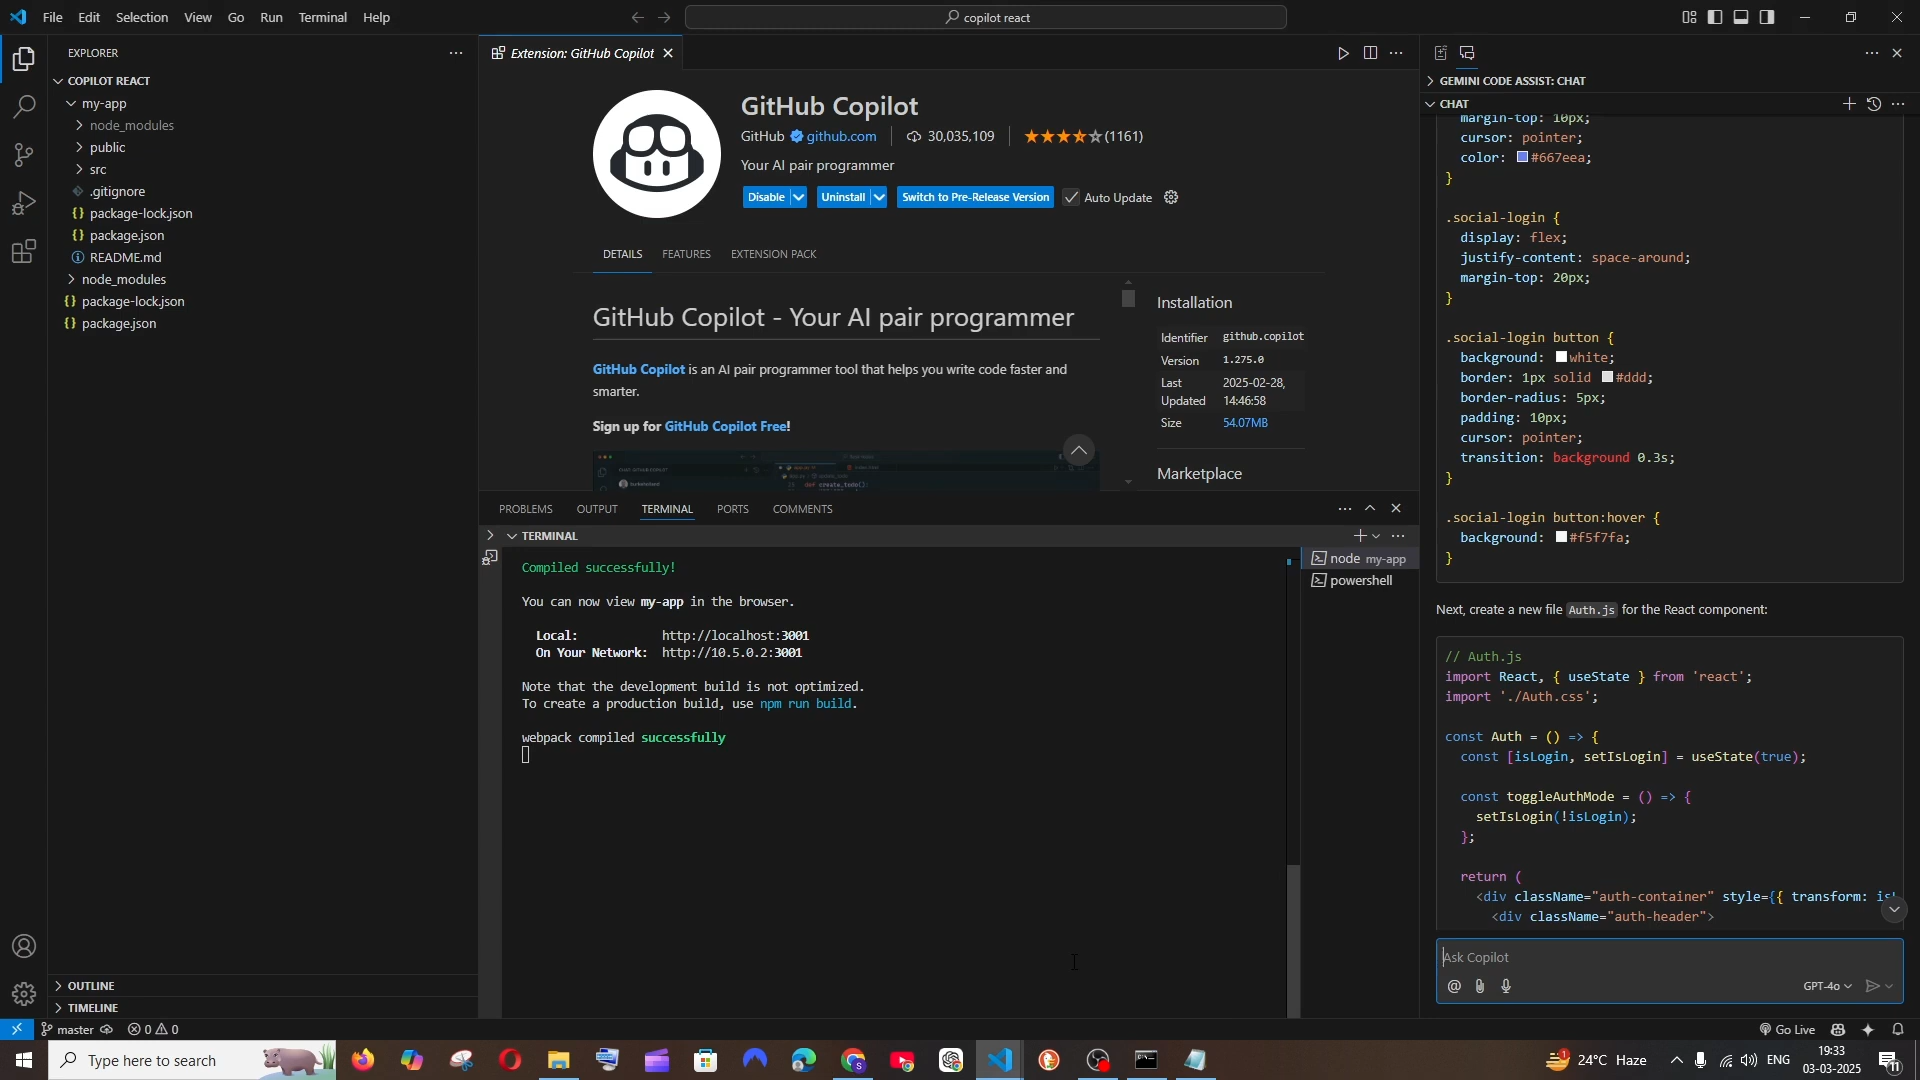 File Edit Selection View Go Run Terminal Help
copilot react
EXPLORER
COPILOT REACT
my-app
node_modules
public
src
.gitignore
package-lock.json
package.json
README.md
node_modules
package-lock.json
package.json
OUTLINE
TIMELINE
Extension: GitHub Copilot
GitHub Copilot
GitHub github.com 30,035,109 (1161)
Your AI pair programmer
Disable Uninstall Switch to Pre-Release Version Auto Update
DETAILS FEATURES EXTENSION PACK
GitHub Copilot - Your AI pair programmer
GitHub Copilot is an AI pair programmer tool that helps you write code faster and
smarter.
Sign up for GitHub Copilot Free!
Installation
Identifier github.copilot
Version 1.275.0
Last 2025-02-28,
Updated 14:46:58
Size 54.07MB
Marketplace
PROBLEMS OUTPUT TERMINAL PORTS COMMENTS
TERMINAL
Compiled successfully!
You can now view my-app in the browser.
Local: http://localhost:3001
On Your Network: http://10.5.0.2:3001
Note that the development build is not optimized.
To create a production build, use npm run build.
webpack compiled successfully
node my-app
powershell
GEMINI CODE ASSIST: CHAT
CHAT
margin-top: 10px;
cursor: pointer;
color: #667eea;
}
.social-login {
display: flex;
justify-content: space-around;
margin-top: 20px;
}
.social-login button {
background: white;
border: 1px solid #ddd;
border-radius: 5px;
padding: 10px;
cursor: pointer;
transition: background 0.3s;
}
.social-login button:hover {
background: #f5f7fa;
}
Next, create a new file Auth.js for the React component:
// Auth.js
import React, { useState } from 'react';
import './Auth.css';
const Auth = () => {
const [isLogin, setIsLogin] = useState(true);
const toggleAuthMode = () => {
setIsLogin(!isLogin);
};
return (
<div className="auth-container" style={{ transform: isL
<div className="auth-header">
Ask Copilot
GPT-4o
master 0 0
Go Live
Type here to search
24°C Haze
ENG
19:33
03-03-2025
11